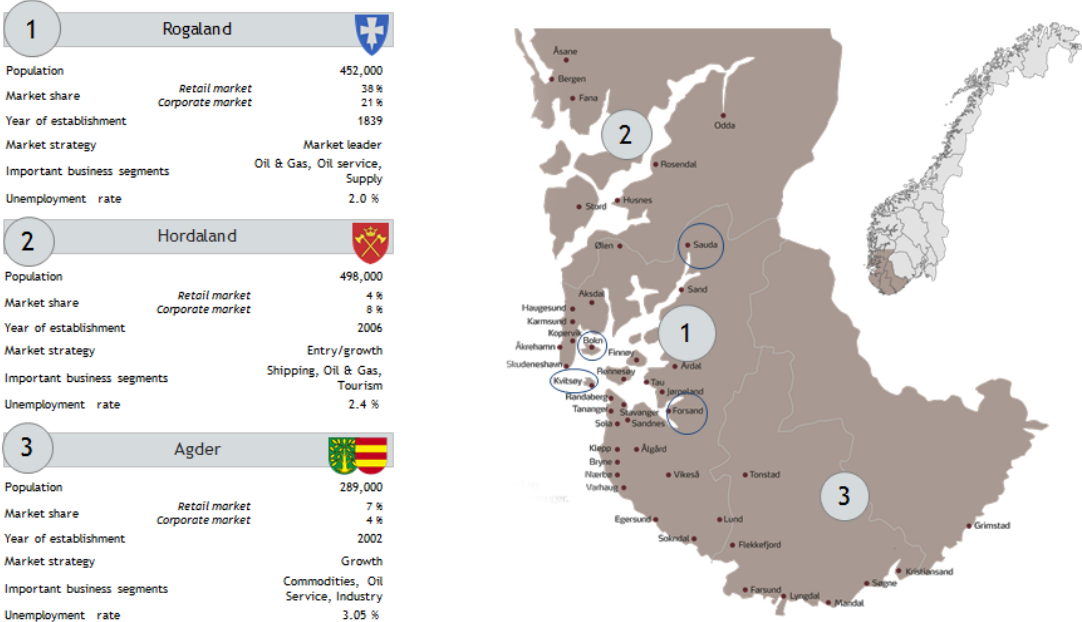 1
Rogaland
Population 452,000
Market share Retail market 38 %
Corporate market 21 %
Year of establishment 1839
Market strategy Market leader
Important business segments Oil & Gas, Oil service,
Supply
Unemployment rate 2.0 %
2
Hordaland
Population 498,000
Market share Retail market 4 %
Corporate market 8 %
Year of establishment 2006
Market strategy Entry/growth
Important business segments Shipping, Oil & Gas,
Tourism
Unemployment rate 2.4 %
3
Agder
Population 289,000
Market share Retail market 7 %
Corporate market 4 %
Year of establishment 2002
Market strategy Growth
Important business segments Commodities, Oil
Service, Industry
Unemployment rate 3.05 %
Åsane
Bergen
Fana
Odda
2
Rosendal
Husnes
Stord
Ølen
Sauda
Sand
Aksdal
Haugesund
Karmsund
Kopervik
1
Bokn
Åkrehamn
Finnøy
Skudeneshavn
Årdal
Rennesøy
Kvitsøy
Tau
Jørpeland
Randaberg
Tananger
Stavanger
Forsand
Sola
Sandnes
Klepp
Ålgård
Bryne
Nærbø
Vikeså
Tonstad
Varhaug
3
Egersund
Lund
Grimstad
Sokndal
Flekkefjord
Kristiansand
Søgne
Farsund
Lyngdal
Mandal